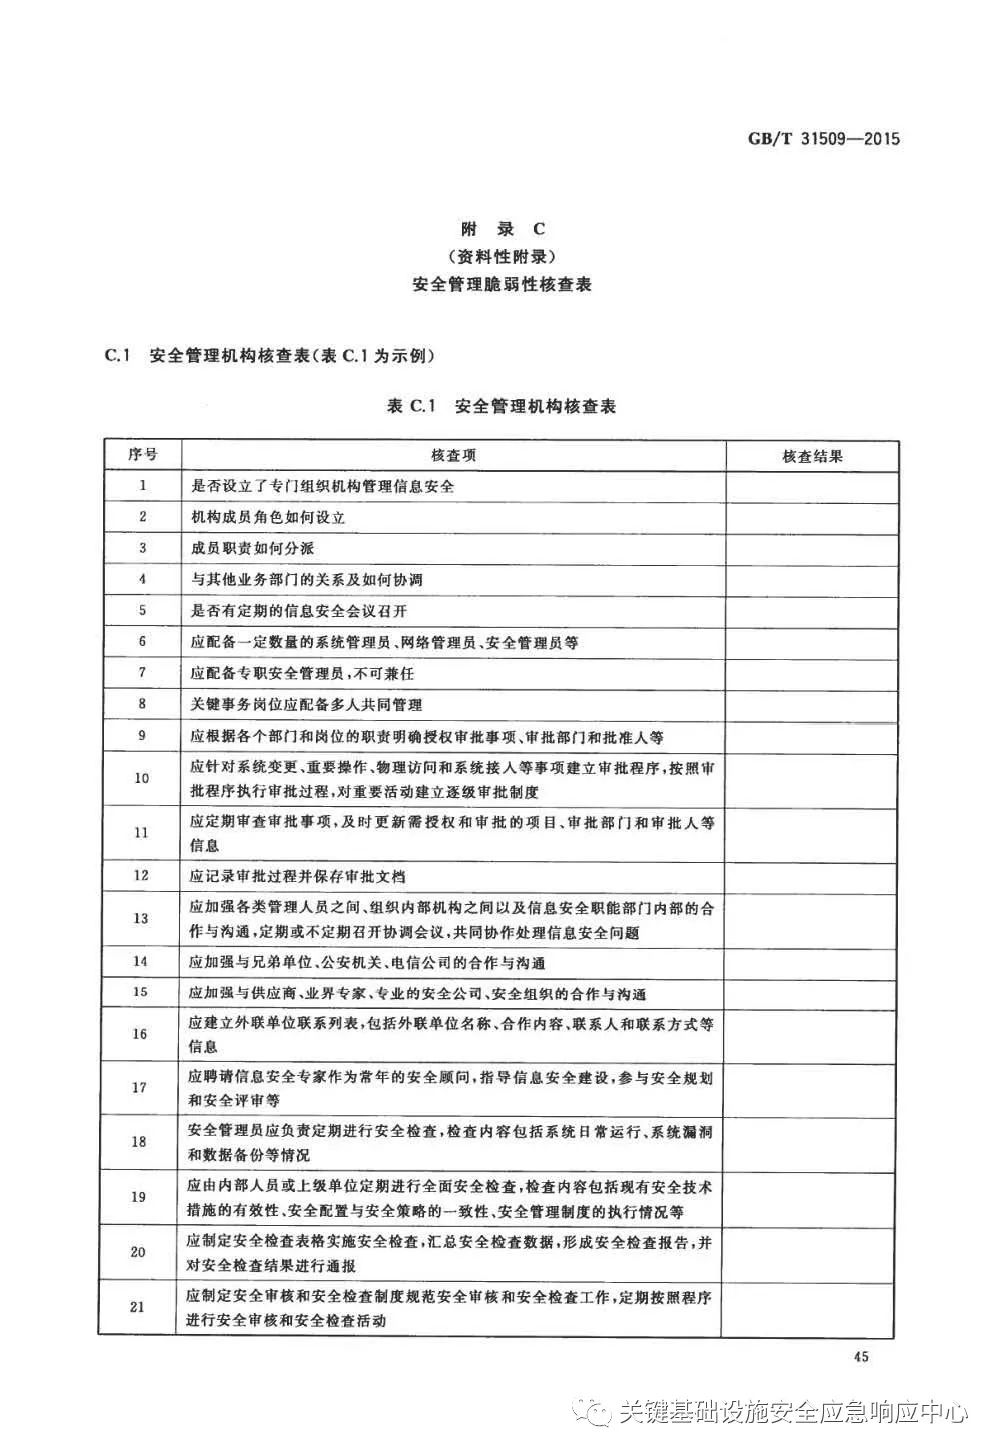 GB/T 31509—2015
附 录 C
(资料性附录)
安全管理脆弱性核查表
C.1 安全管理机构核查表(表 C.1 为示例)
表 C.1 安全管理机构核查表
序号 核查项 核查结果
1 是否设立了专门组织机构管理信息安全
2 机构成员角色如何设立
3 成员职责如何分派
4 与其他业务部门的关系及如何协调
5 是否有定期的信息安全会议召开
6 应配备一定数量的系统管理员、网络管理员、安全管理员等
7 应配备专职安全管理员,不可兼任
8 关键事务岗位应配备多人共同管理
9 应根据各个部门和岗位的职责明确授权审批事项、审批部门和批准人等
10 应针对系统变更、重要操作、物理访问和系统接人等事项建立审批程序,按照审
批程序执行审批过程,对重要活动建立逐级审批制度
11 应定期审查审批事项,及时更新需授权和审批的项目、审批部门和审批人等
信息
12 应记录审批过程并保存审批文档
13 应加强各类管理人员之间、组织内部机构之间以及信息安全职能部门内部的合
作与沟通,定期或不定期召开协调会议,共同协作处理信息安全问题
14 应加强与兄弟单位、公安机关、电信公司的合作与沟通
15 应加强与供应商、业界专家、专业的安全公司、安全组织的合作与沟通
16 应建立外联单位联系列表,包括外联单位名称、合作内容、联系人和联系方式等
信息
17 应聘请信息安全专家作为常年的安全顾问,指导信息安全建设,参与安全规划
和安全评审等
18 安全管理员应负责定期进行安全检查,检查内容包括系统日常运行、系统漏洞
和数据备份等情况
19 应由内部人员或上级单位定期进行全面安全检查,检查内容包括现有安全技术
措施的有效性、安全配置与安全策略的一致性、安全管理制度的执行情况等
20 应制定安全检查表格实施安全检查,汇总安全检查数据,形成安全检查报告,并
对安全检查结果进行通报
21 应制定安全审核和安全检查制度规范安全审核和安全检查工作,定期按照程序
进行安全审核和安全检查活动
45
关键基础设施安全应急响应中心